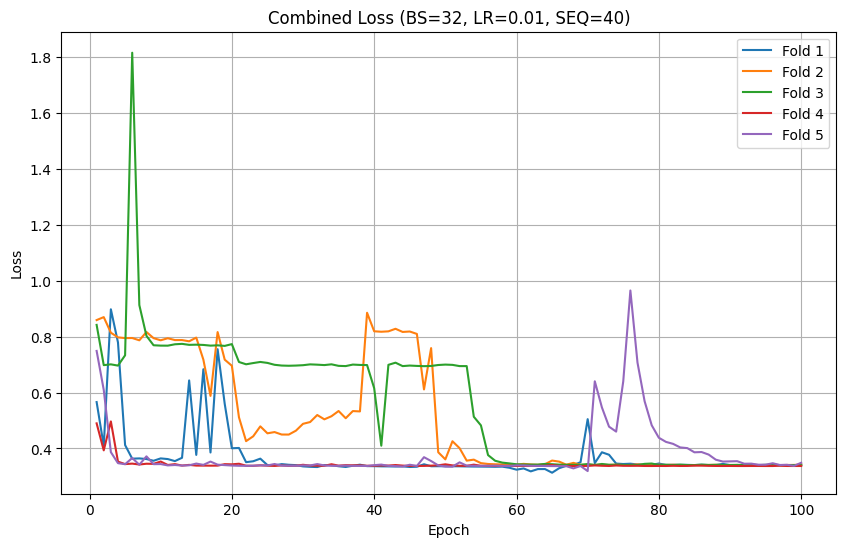 Combined Loss (BS=32, LR=0.01, SEQ=40)
Fold 1
Fold 2
Fold 3
Fold 4
Fold 5
Loss
1.8
1.6
1.4
1.2
1.0
0.8
0.6
0.4
0 20 40 60 80 100
Epoch